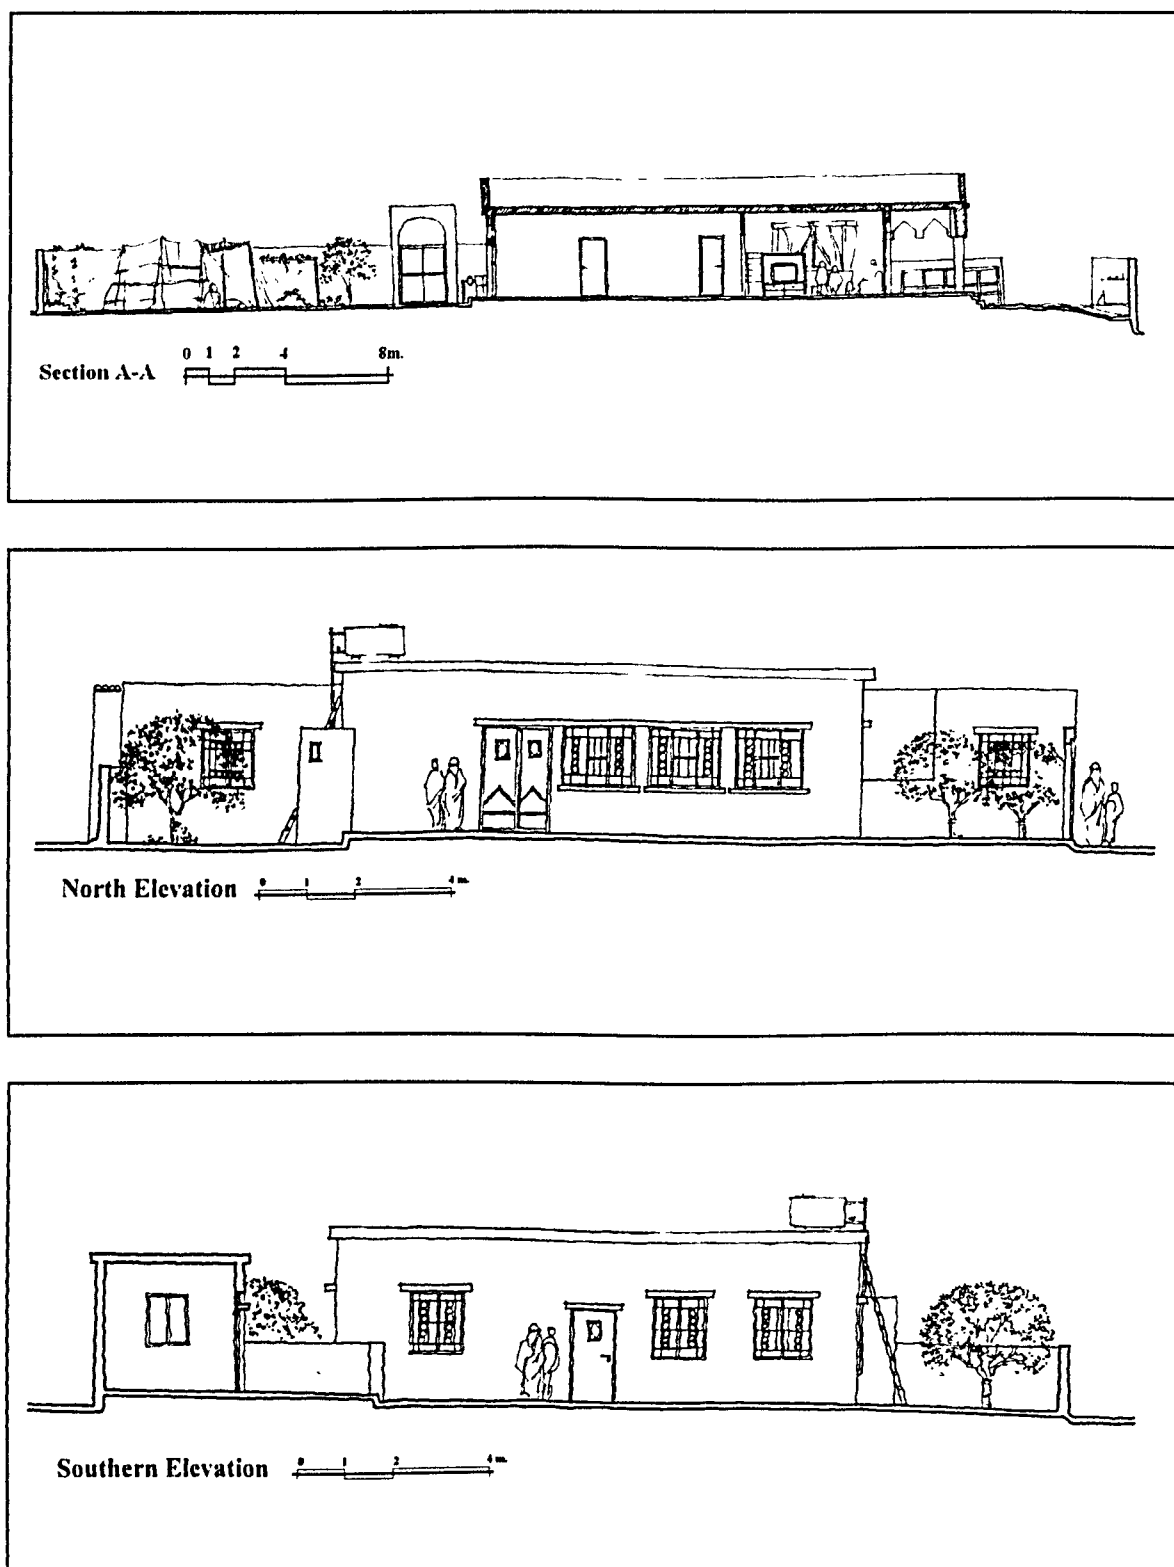 0 1 2 4 8m.
Section A-A
0 1 2 4 m.
North Elevation
0 1 2 4 m.
Southern Elevation